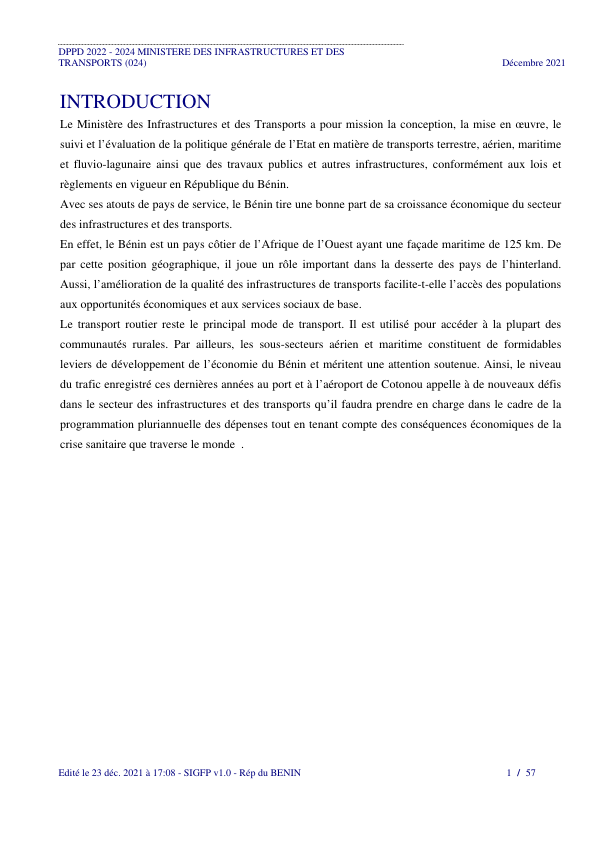 DPPD 2022 - 2024 MINISTERE DES INFRASTRUCTURES ET DES
TRANSPORTS (024) Décembre 2021
INTRODUCTION
Le Ministère des Infrastructures et des Transports a pour mission la conception, la mise en œuvre, le
suivi et l’évaluation de la politique générale de l’Etat en matière de transports terrestre, aérien, maritime
et fluvio-lagunaire ainsi que des travaux publics et autres infrastructures, conformément aux lois et
règlements en vigueur en République du Bénin.
Avec ses atouts de pays de service, le Bénin tire une bonne part de sa croissance économique du secteur
des infrastructures et des transports.
En effet, le Bénin est un pays côtier de l’Afrique de l’Ouest ayant une façade maritime de 125 km. De
par cette position géographique, il joue un rôle important dans la desserte des pays de l’hinterland.
Aussi, l’amélioration de la qualité des infrastructures de transports facilite-t-elle l’accès des populations
aux opportunités économiques et aux services sociaux de base.
Le transport routier reste le principal mode de transport. Il est utilisé pour accéder à la plupart des
communautés rurales. Par ailleurs, les sous-secteurs aérien et maritime constituent de formidables
leviers de développement de l’économie du Bénin et méritent une attention soutenue. Ainsi, le niveau
du trafic enregistré ces dernières années au port et à l’aéroport de Cotonou appelle à de nouveaux défis
dans le secteur des infrastructures et des transports qu’il faudra prendre en charge dans le cadre de la
programmation pluriannuelle des dépenses tout en tenant compte des conséquences économiques de la
crise sanitaire que traverse le monde .
Edité le 23 déc. 2021 à 17:08 - SIGFP v1.0 - Rép du BENIN 1 / 57